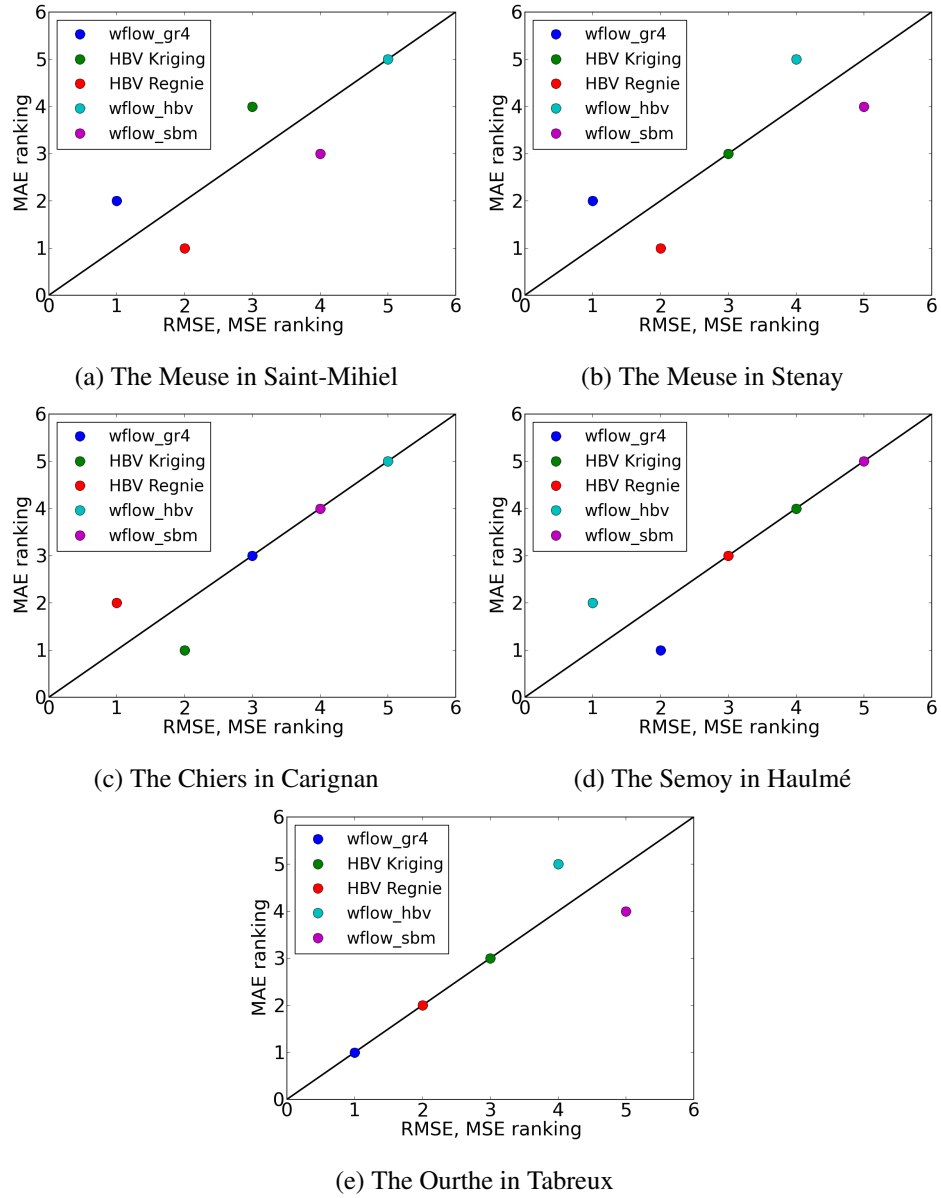 6
5
4
3
2
1
0
MAE ranking
wflow_gr4
HBV Kriging
HBV Regnie
wflow_hbv
wflow_sbm
0 1 2 3 4 5 6
RMSE, MSE ranking
(a) The Meuse in Saint-Mihiel
6
5
4
3
2
1
0
MAE ranking
wflow_gr4
HBV Kriging
HBV Regnie
wflow_hbv
wflow_sbm
0 1 2 3 4 5 6
RMSE, MSE ranking
(b) The Meuse in Stenay
6
5
4
3
2
1
0
MAE ranking
wflow_gr4
HBV Kriging
HBV Regnie
wflow_hbv
wflow_sbm
0 1 2 3 4 5 6
RMSE, MSE ranking
(c) The Chiers in Carignan
6
5
4
3
2
1
0
MAE ranking
wflow_gr4
HBV Kriging
HBV Regnie
wflow_hbv
wflow_sbm
0 1 2 3 4 5 6
RMSE, MSE ranking
(d) The Semoy in Haulmé
6
5
4
3
2
1
0
MAE ranking
wflow_gr4
HBV Kriging
HBV Regnie
wflow_hbv
wflow_sbm
0 1 2 3 4 5 6
RMSE, MSE ranking
(e) The Ourthe in Tabreux